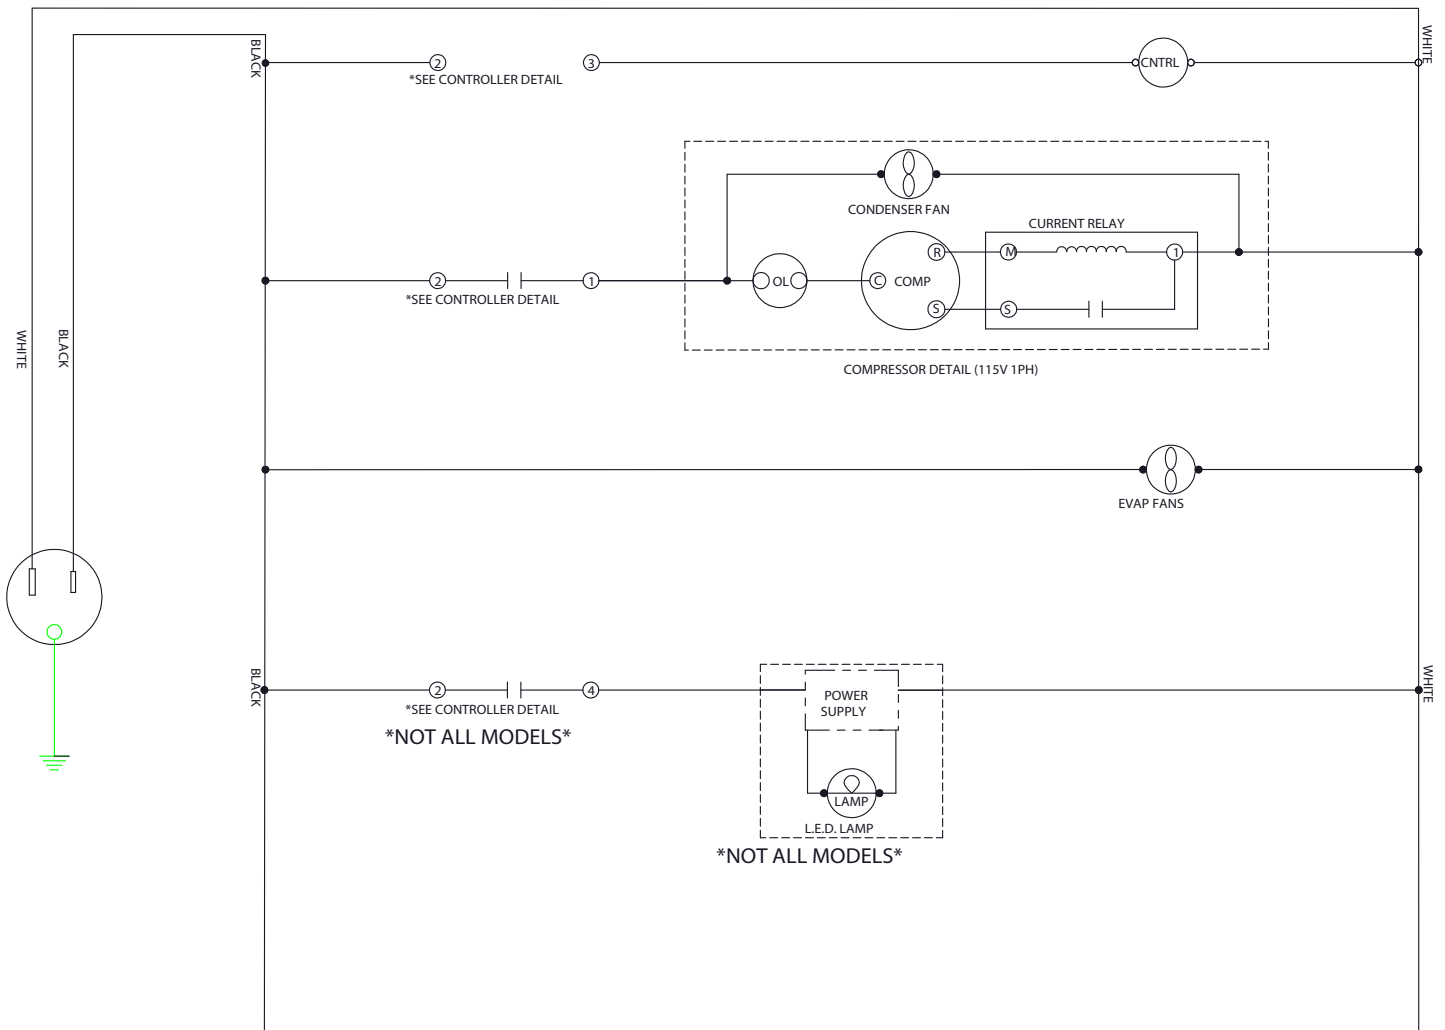 BLACK
2
3
*SEE CONTROLLER DETAIL
CNTRL
WHITE
CONDENSER FAN
CURRENT RELAY
R
M
1
2
1
OL
C
COMP
*SEE CONTROLLER DETAIL
S
S
COMPRESSOR DETAIL (115V 1PH)
WHITE
BLACK
EVAP FANS
BLACK
2
4
*SEE CONTROLLER DETAIL
*NOT ALL MODELS*
POWER
SUPPLY
WHITE
LAMP
L.E.D. LAMP
*NOT ALL MODELS*